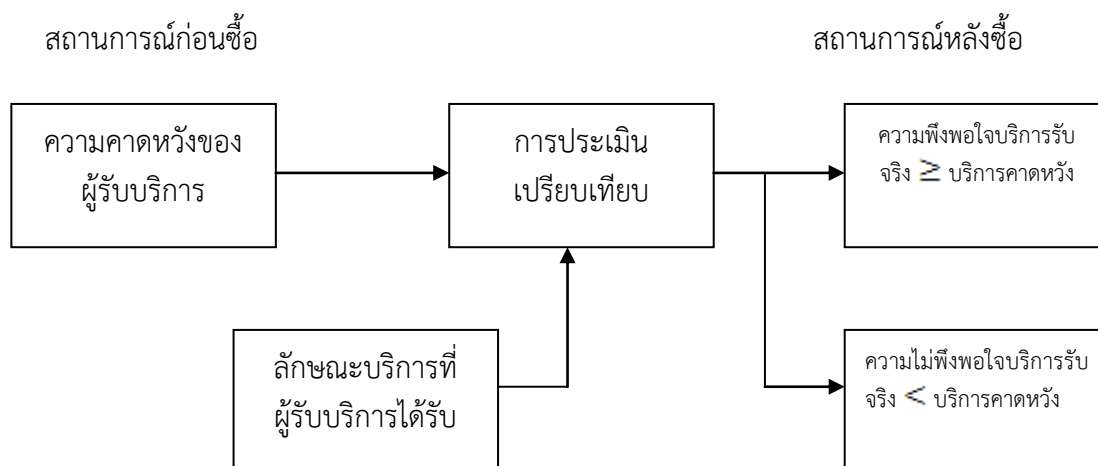 สถานการณ์ก่อนซื้อ
สถานการณ์หลังซื้อ
ความคาดหวังของ
ผู้รับบริการ
การประเมิน
เปรียบเทียบ
ความพึงพอใจบริการรับ
จริง ≥ บริการคาดหวัง
ลักษณะบริการที่
ผู้รับบริการได้รับ
ความไม่พึงพอใจบริการรับ
จริง < บริการคาดหวัง